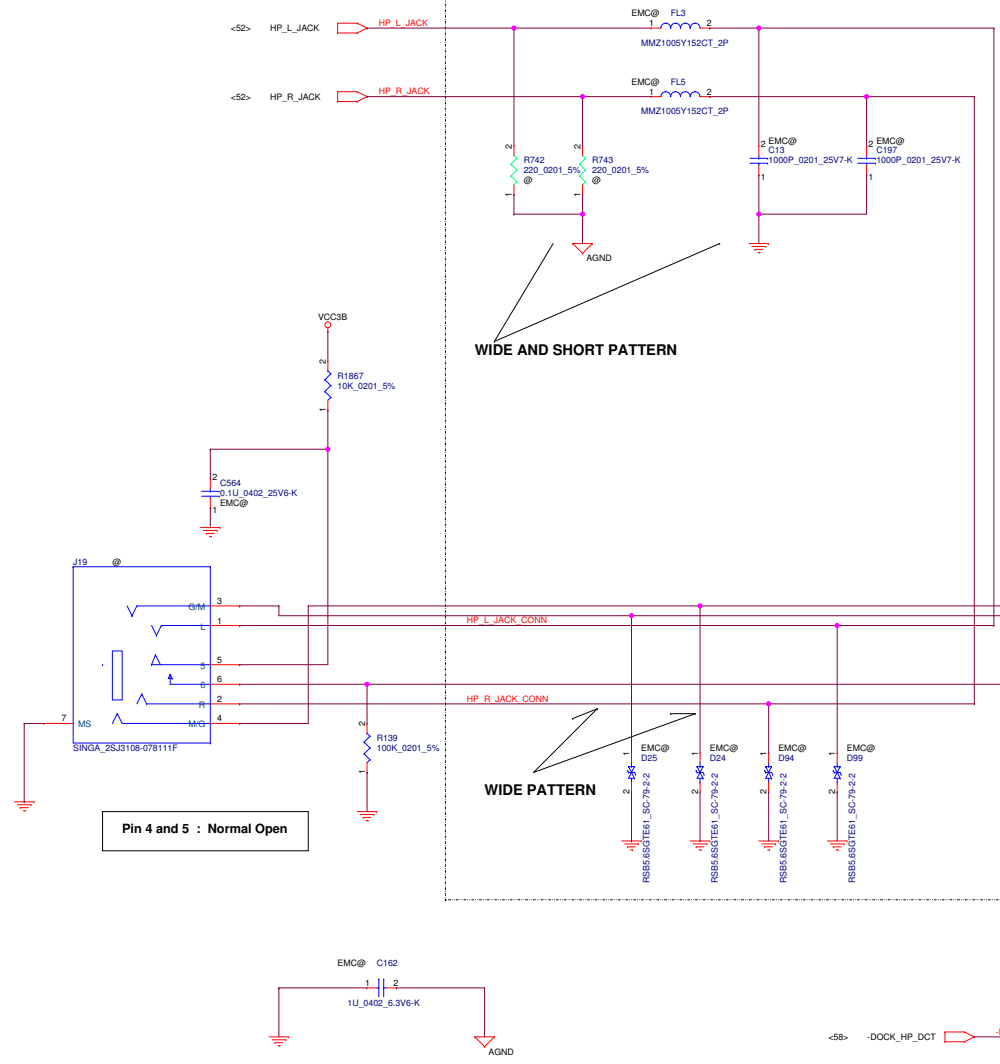 EMC@ FL3
<52> HP_L_JACK HP_L_JACK 1 2
MMZ1005Y152CT_2P
EMC@ FL5
<52> HP_R_JACK HP_R_JACK 1 2
MMZ1005Y152CT_2P
2 R742 220_0201_5% @ 1
2 R743 220_0201_5% @ 1
2 EMC@ C13 1000P_0201_25V7-K 1
2 EMC@ C197 1000P_0201_25V7-K 1
AGND
WIDE AND SHORT PATTERN
VCC3B
2 R1867 10K_0201_5% 1
2 C564 0.1U_0402_25V6-K EMC@ 1
J19 @
G/M 3
L 1 HP_L_JACK_CONN
5 5
6 6
R 2 HP_R_JACK_CONN
7 MS M/G 4
SINGA_2SJ3108-078111F
2 R139 100K_0201_5% 1
WIDE PATTERN
1 EMC@ D25 2 RSB5.6SGTE61_SC-79-2-2
1 EMC@ D24 2 RSB5.6SGTE61_SC-79-2-2
1 EMC@ D94 2 RSB5.6SGTE61_SC-79-2-2
1 EMC@ D99 2 RSB5.6SGTE61_SC-79-2-2
Pin 4 and 5 : Normal Open
EMC@ C162
1 2
1U_0402_6.3V6-K
AGND
<58> -DOCK_HP_DCT